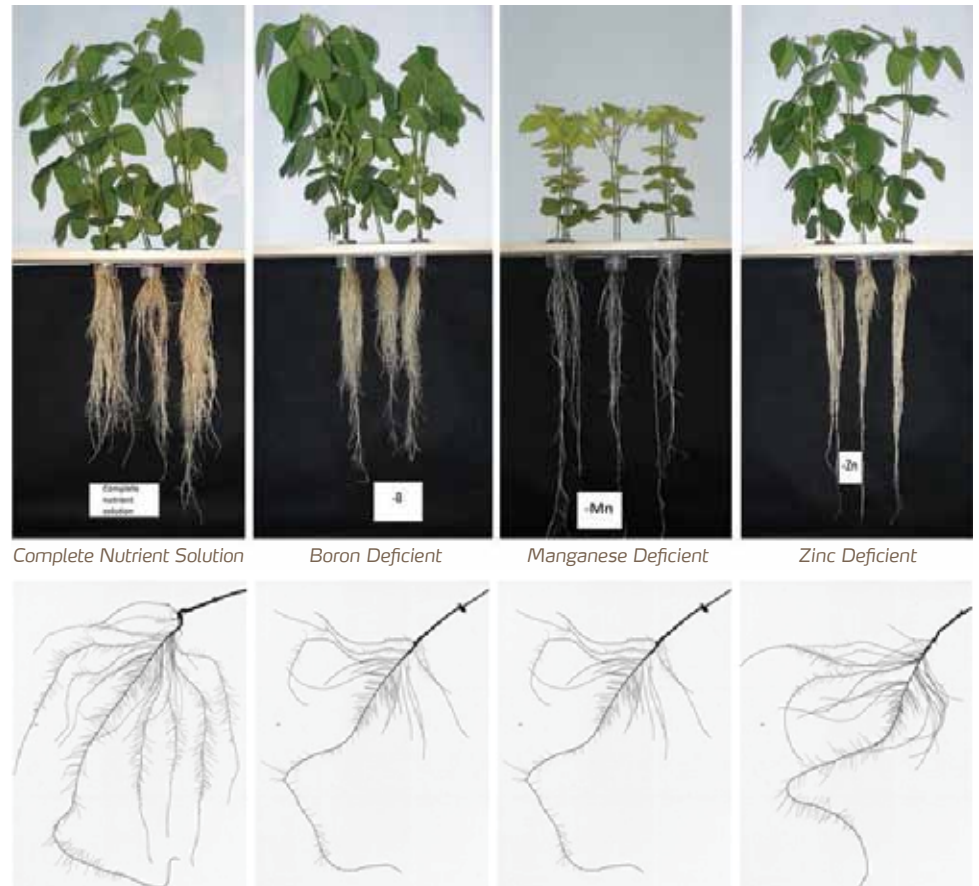 Complete
nutrient
solution
-B
-Mn
-Zn
Complete Nutrient Solution
Boron Deficient
Manganese Deficient
Zinc Deficient